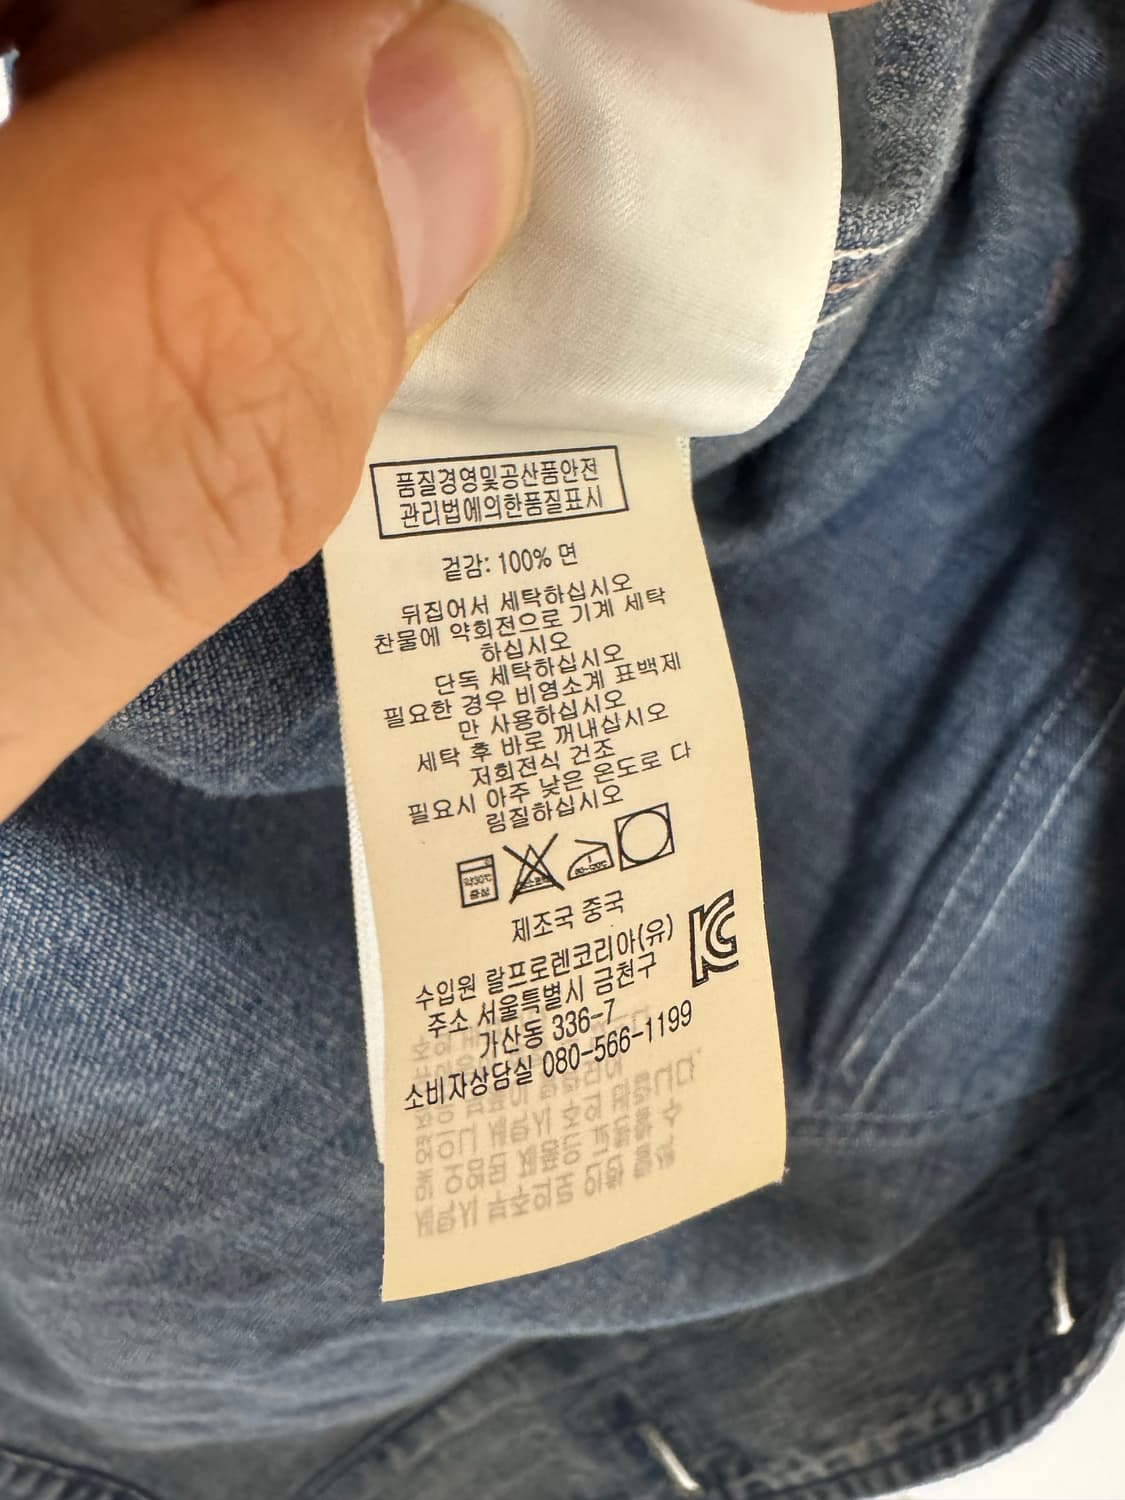 품질경영및공산품안전
관리법에의한품질표시
겉감: 100% 면
뒤집어서 세탁하십시오
찬물에 약회전으로 기계 세탁
하십시오
단독 세탁하십시오
필요한 경우 비염소계 표백제
만 사용하십시오
세탁 후 바로 꺼내십시오
저회전식 건조
필요시 아주 낮은 온도로 다
림질하십시오
약30℃
중성
80~120℃
제조국 중국
수입원 랄프로렌코리아(유)
주소 서울특별시 금천구
가산동 336-7
소비자상담실 080-566-1199